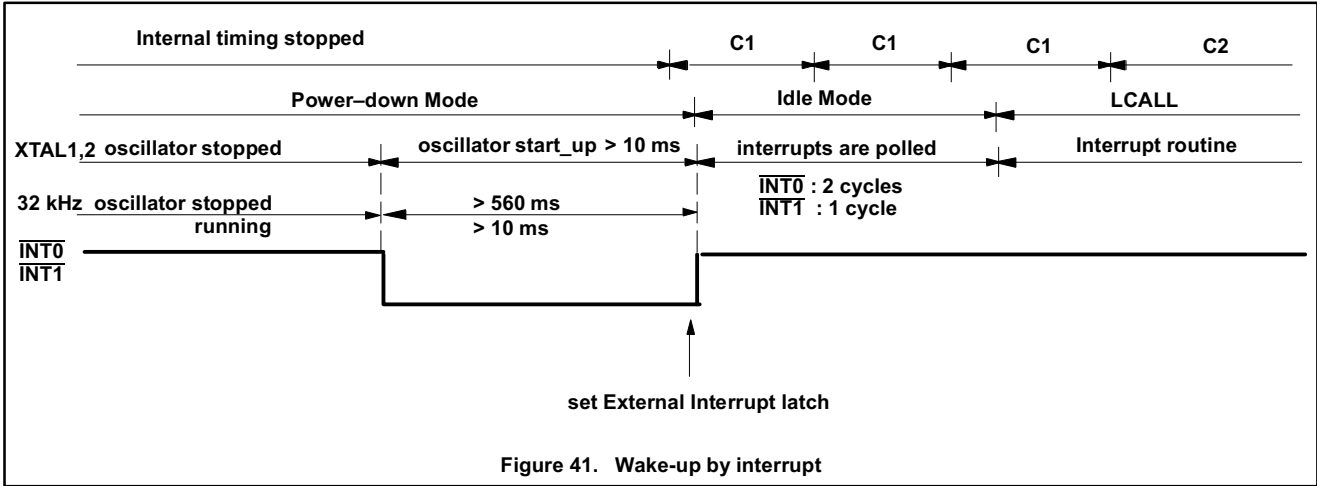 Internal timing stopped C1 C1 C1 C2
Power–down Mode Idle Mode LCALL
XTAL1,2 oscillator stopped oscillator start_up > 10 ms interrupts are polled Interrupt routine
INT0 : 2 cycles
INT1 : 1 cycle
32 kHz oscillator stopped > 560 ms
running > 10 ms
INT0
INT1
set External Interrupt latch
Figure 41. Wake-up by interrupt